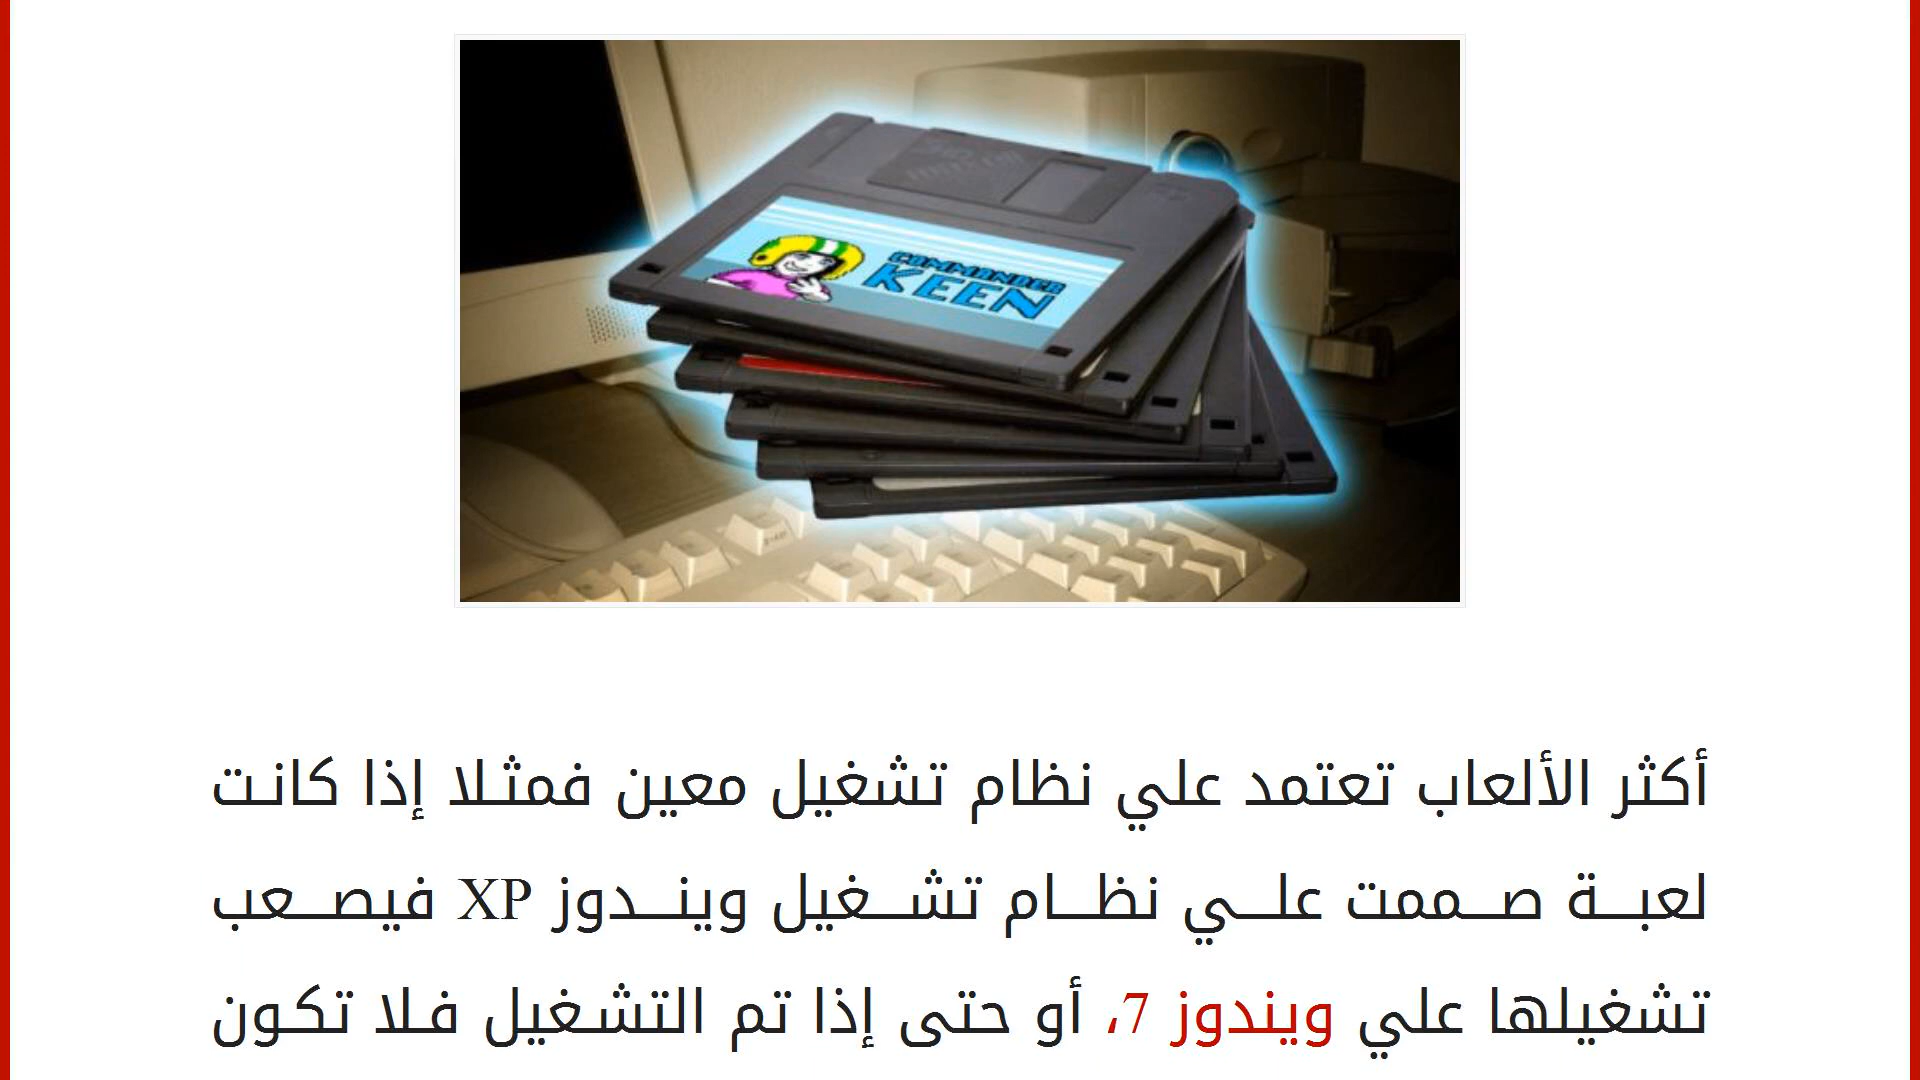 COMMANDER
KEEN
أكثر الألعاب تعتمد علي نظام تشغيل معين فمثلا إذا كانت
لعبة صممت علي نظام تشغيل ويندوز XP فيصعب
تشغيلها علي ويندوز 7، أو حتى إذا تم التشغيل فلا تكون